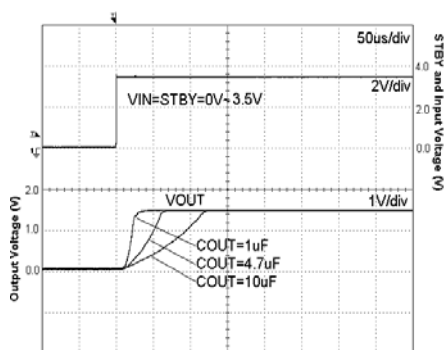 50us/div
4.0
2V/div
VIN=STBY=0V~3.5V
2.0
0.0
STBY and Input Voltage (V)
2.0
VOUT
1V/div
1.0
COUT=1uF
COUT=4.7uF
0.0
COUT=10uF
Output Voltage (V)